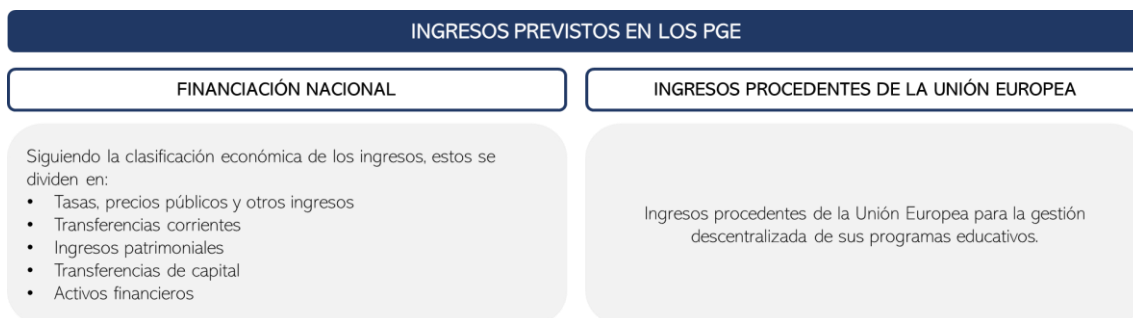 INGRESOS PREVISTOS EN LOS PGE
FINANCIACIÓN NACIONAL
Siguiendo la clasificación económica de los ingresos, estos se
dividen en:
• Tasas, precios públicos y otros ingresos
• Transferencias corrientes
• Ingresos patrimoniales
• Transferencias de capital
• Activos financieros
INGRESOS PROCEDENTES DE LA UNIÓN EUROPEA
Ingresos procedentes de la Unión Europea para la gestión
descentralizada de sus programas educativos.